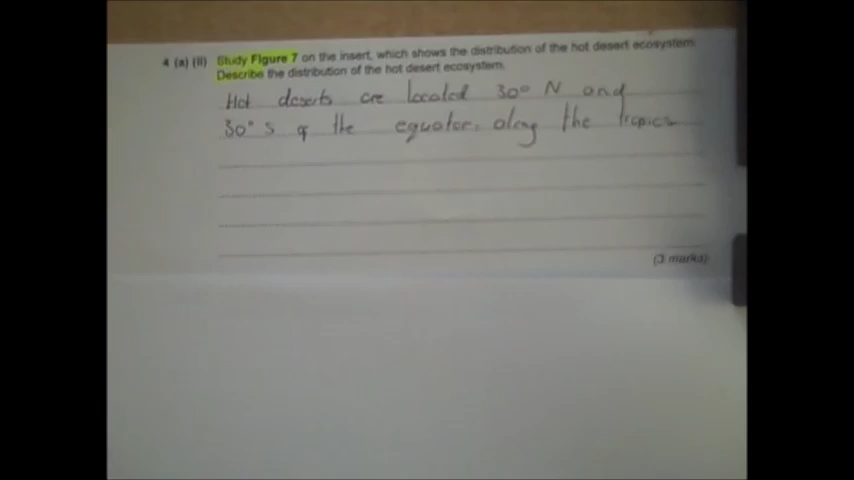 4 (a) (ii) Study Figure 7 on the insert, which shows the distribution of the hot desert ecosystem.
Describe the distribution of the hot desert ecosystem.
Hot deserts are located 30° N and
30° S of the equator, along the tropics
(3 marks)